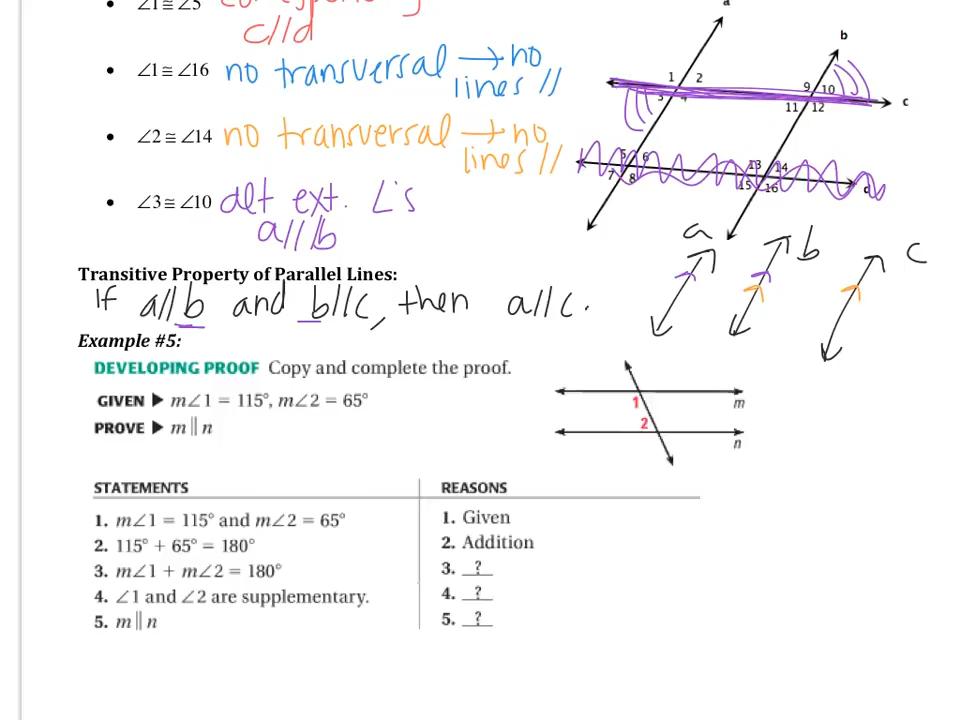 • ∠1 ≅ ∠5 corresponding
c//d
• ∠1 ≅ ∠16 no transversal → no
lines //
• ∠2 ≅ ∠14 no transversal → no
lines //
• ∠3 ≅ ∠10 alt ext. ∠'s
a//b
a
b
1 2
9 10
c
3 4
11 12
5 6
13 14
7 8
15 16
d
a b c
Transitive Property of Parallel Lines:
If a//b and b//c, then a//c.
Example #5:
DEVELOPING PROOF Copy and complete the proof.
GIVEN ▶ m∠1 = 115°, m∠2 = 65°
PROVE ▶ m || n
1
m
2
n
STATEMENTS REASONS
1. m∠1 = 115° and m∠2 = 65° 1. Given
2. 115° + 65° = 180° 2. Addition
3. m∠1 + m∠2 = 180° 3. ?
4. ∠1 and ∠2 are supplementary. 4. ?
5. m || n 5. ?